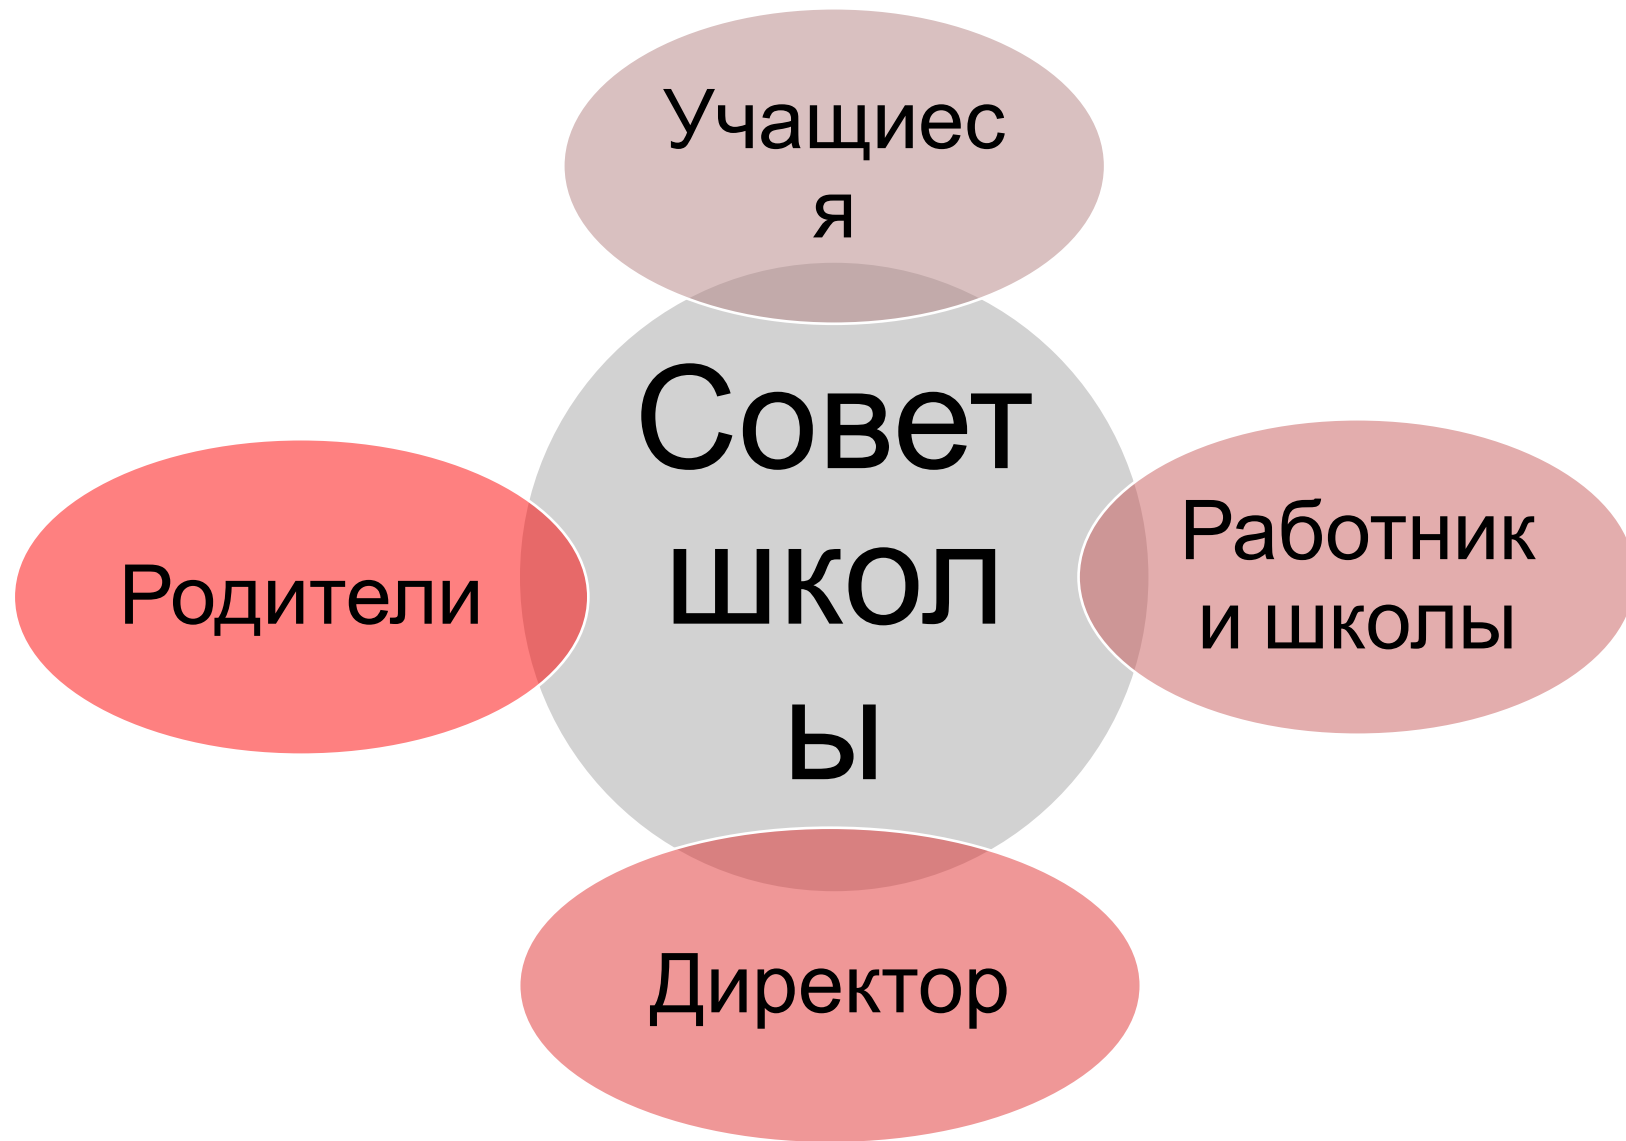 Учащиес
я
Совет
школ
ы
Родители
Работник
и школы
Директор